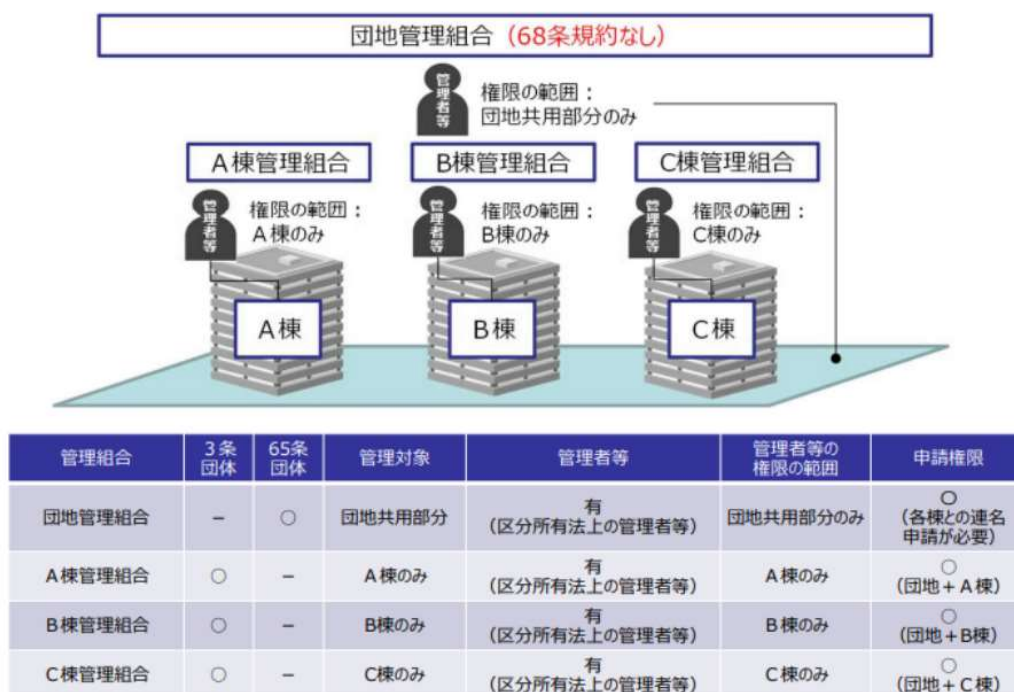 団地管理組合（68条規約なし）
管理者等
権限の範囲：
団地共用部分のみ
A棟管理組合
B棟管理組合
C棟管理組合
管理者等
権限の範囲：
A棟のみ
管理者等
権限の範囲：
B棟のみ
管理者等
権限の範囲：
C棟のみ
A棟
B棟
C棟
管理組合
3条
団体
65条
団体
管理対象
管理者等
管理者等の
権限の範囲
申請権限
団地管理組合
－
○
団地共用部分
有
（区分所有法上の管理者等）
団地共用部分のみ
○
（各棟との連名
申請が必要）
A棟管理組合
○
－
A棟のみ
有
（区分所有法上の管理者等）
A棟のみ
○
（団地＋A棟）
B棟管理組合
○
－
B棟のみ
有
（区分所有法上の管理者等）
B棟のみ
○
（団地＋B棟）
C棟管理組合
○
－
C棟のみ
有
（区分所有法上の管理者等）
C棟のみ
○
（団地＋C棟）